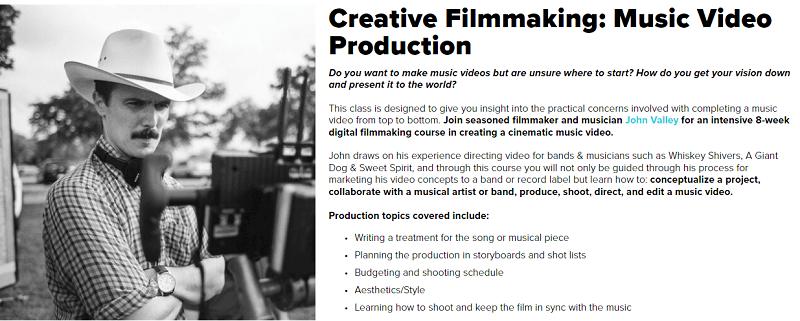 Creative Filmmaking: Music Video
Production
Do you want to make music videos but are unsure where to start? How do you get your vision down
and present it to the world?
This class is designed to give you insight into the practical concerns involved with completing a music
video from top to bottom. Join seasoned filmmaker and musician John Valley for an intensive 8-week
digital filmmaking course in creating a cinematic music video.
John draws on his experience directing video for bands & musicians such as Whiskey Shivers, A Giant
Dog & Sweet Spirit, and through this course you will not only be guided through his process for
marketing his video concepts to a band or record label but learn how to: conceptualize a project,
collaborate with a musical artist or band, produce, shoot, direct, and edit a music video.
Production topics covered include:
• Writing a treatment for the song or musical piece
• Planning the production in storyboards and shot lists
• Budgeting and shooting schedule
• Aesthetics/Style
• Learning how to shoot and keep the film in sync with the music